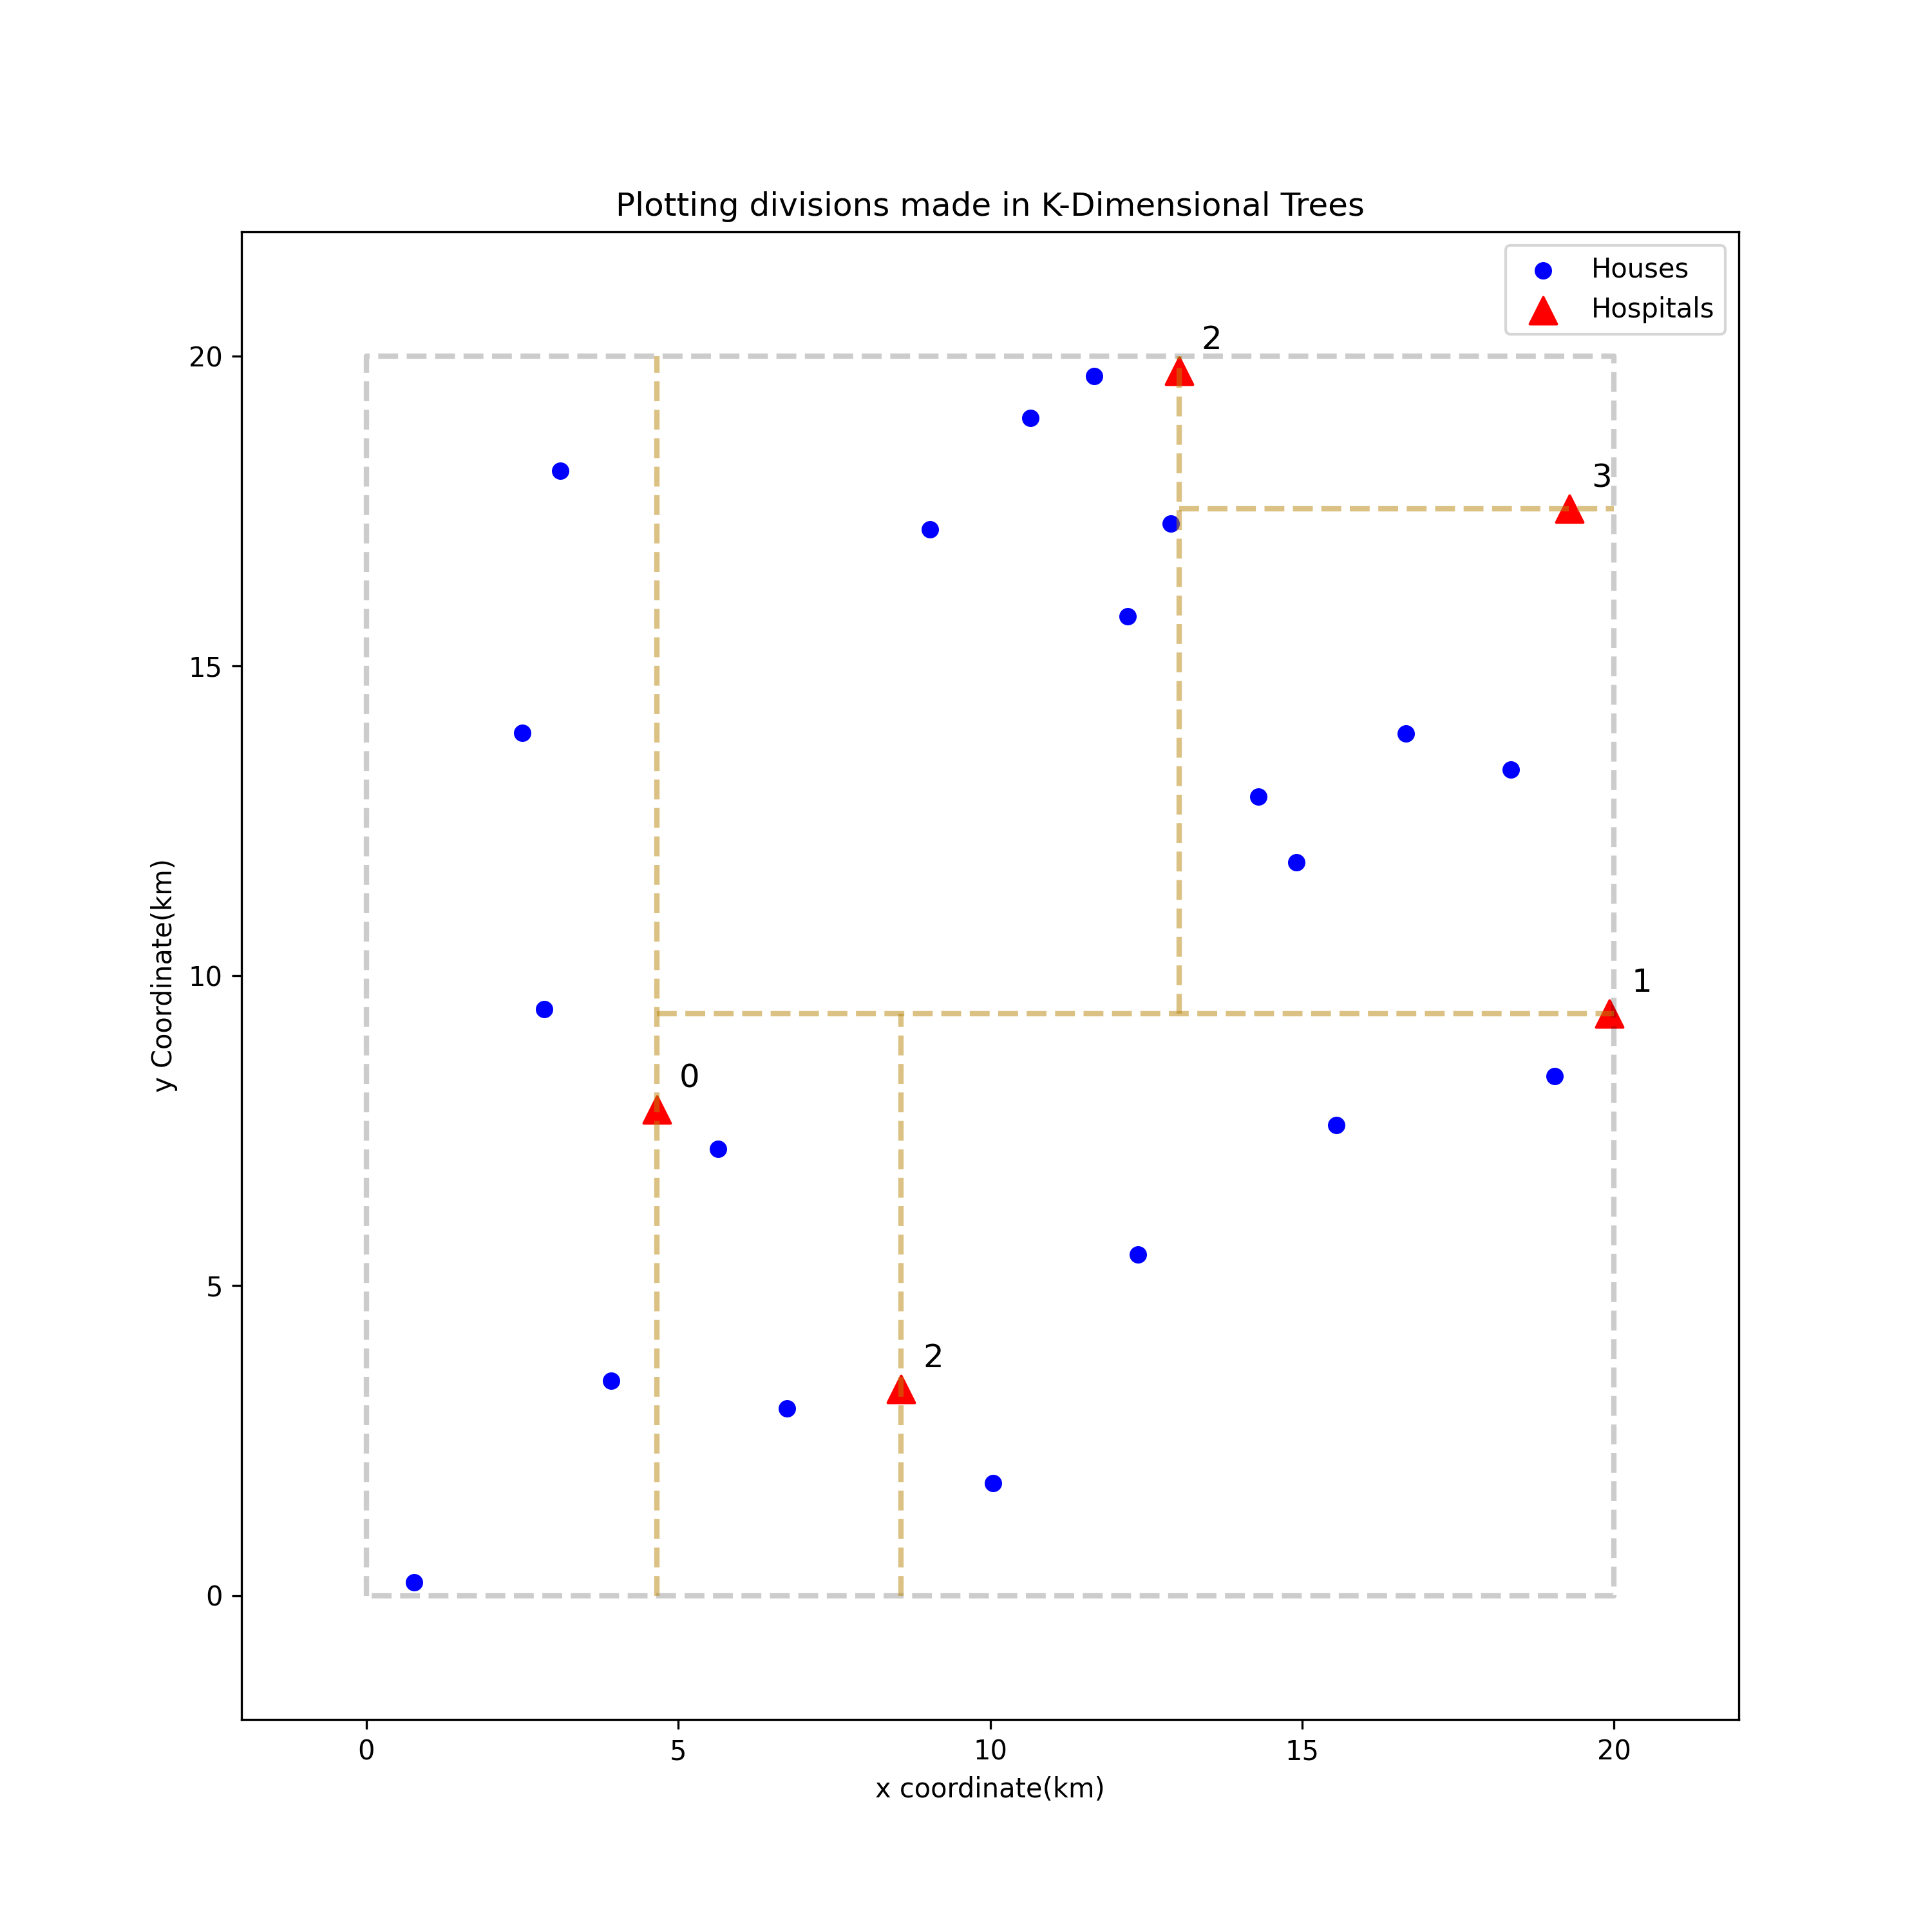 Plotting divisions made in K-Dimensional Trees
Houses
Hospitals
2
20
3
15
1
10
0
5
2
0
y Coordinate(km)
0 5 10 15 20
x coordinate(km)